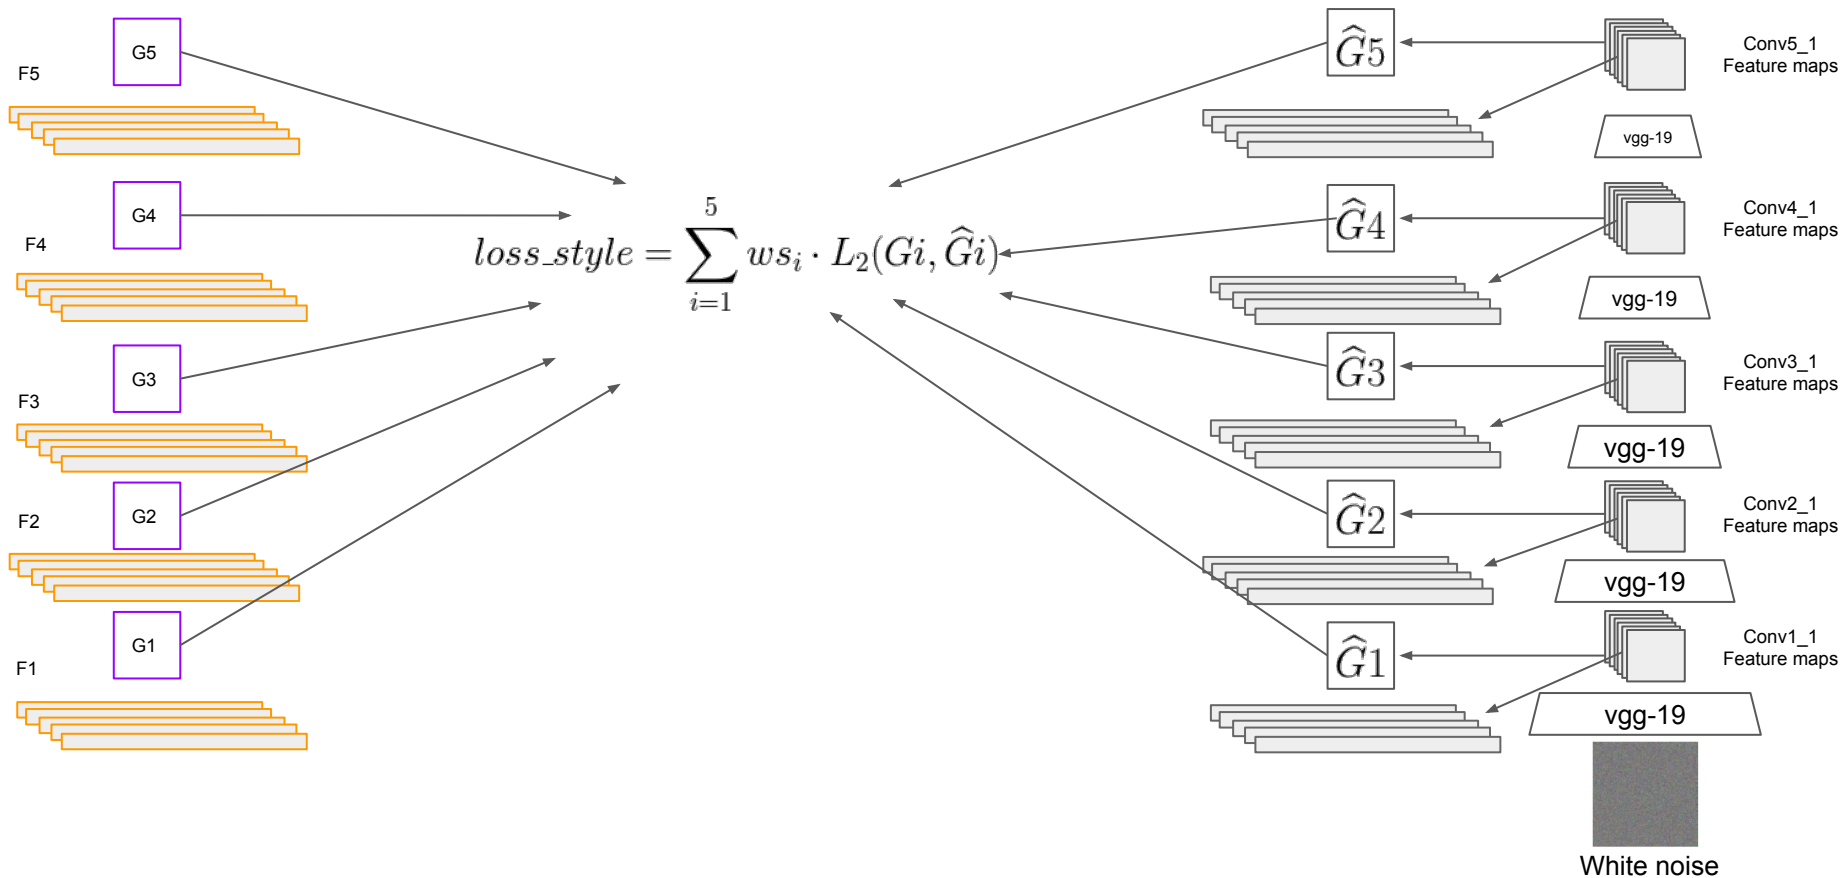 G5
F5
G4
F4
G3
F3
G2
F2
G1
F1
5
loss_style = ∑ ws_i · L_2(Gi, Ĝi)
i=1
Ĝ5
Conv5_1
Feature maps
vgg-19
Ĝ4
Conv4_1
Feature maps
vgg-19
Ĝ3
Conv3_1
Feature maps
vgg-19
Ĝ2
Conv2_1
Feature maps
vgg-19
Ĝ1
Conv1_1
Feature maps
vgg-19
White noise